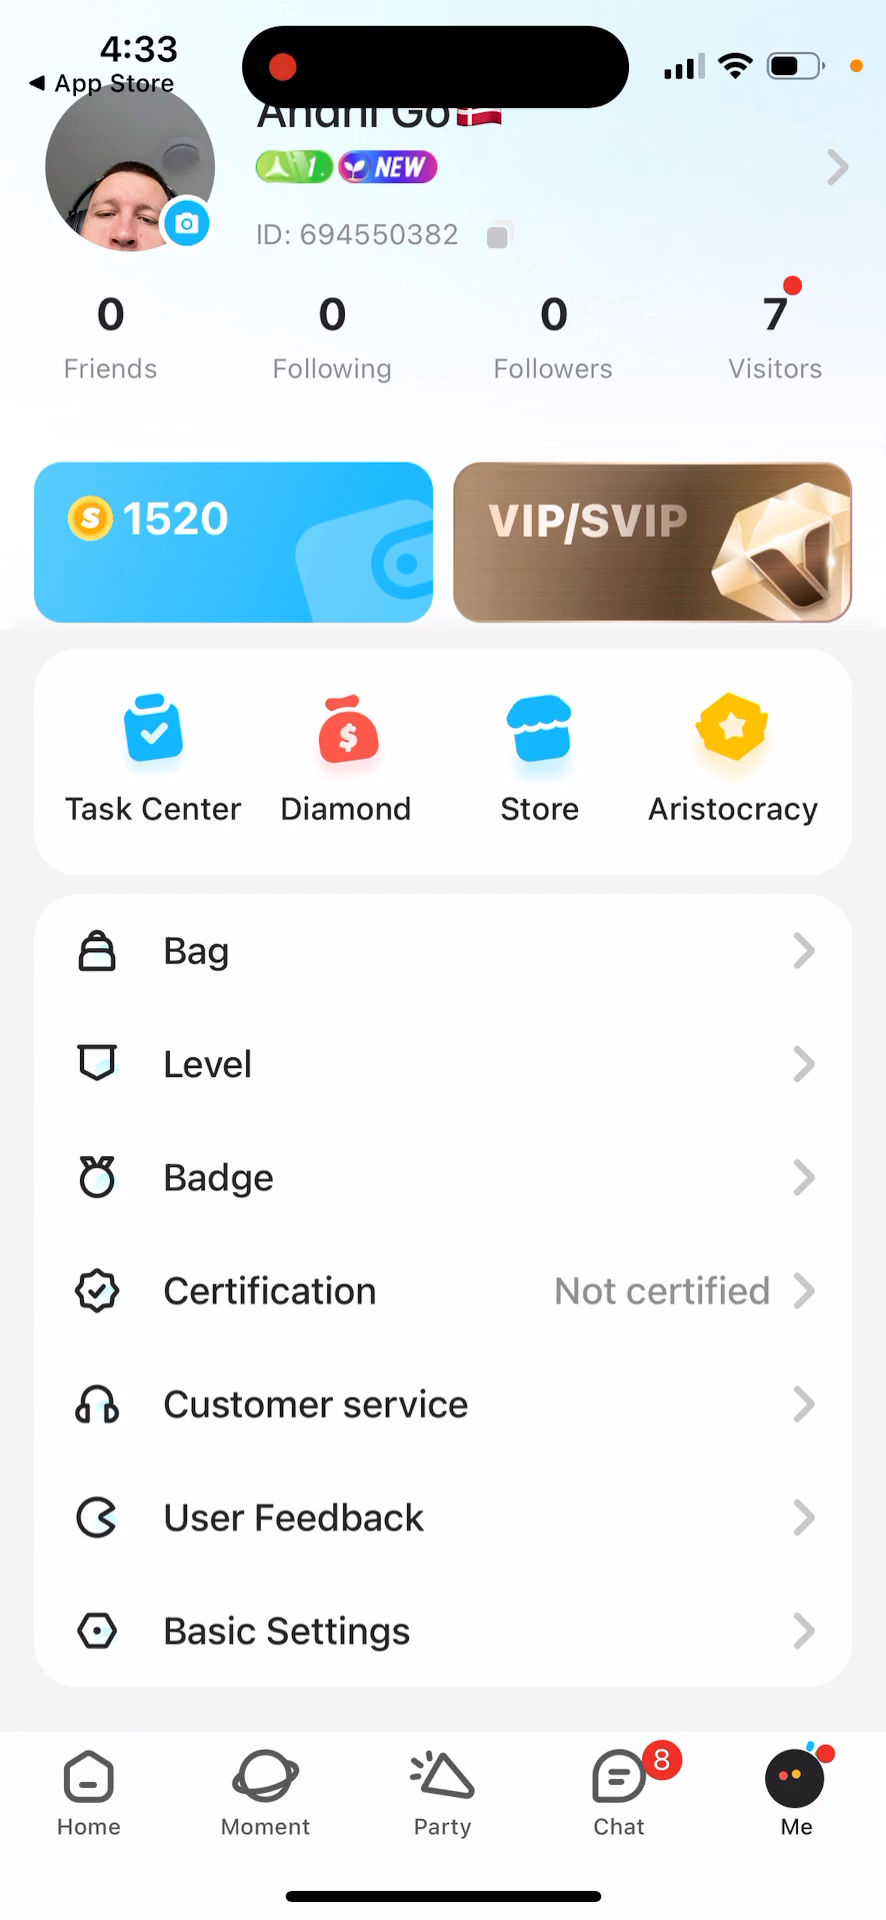 4:33
App Store
1.
NEW
ID: 694550382
0
0
0
7
Friends
Following
Followers
Visitors
S 1520
VIP/SVIP
$
Task Center
Diamond
Store
Aristocracy
Bag
Level
Badge
Certification
Not certified
Customer service
User Feedback
Basic Settings
8
Home
Moment
Party
Chat
Me